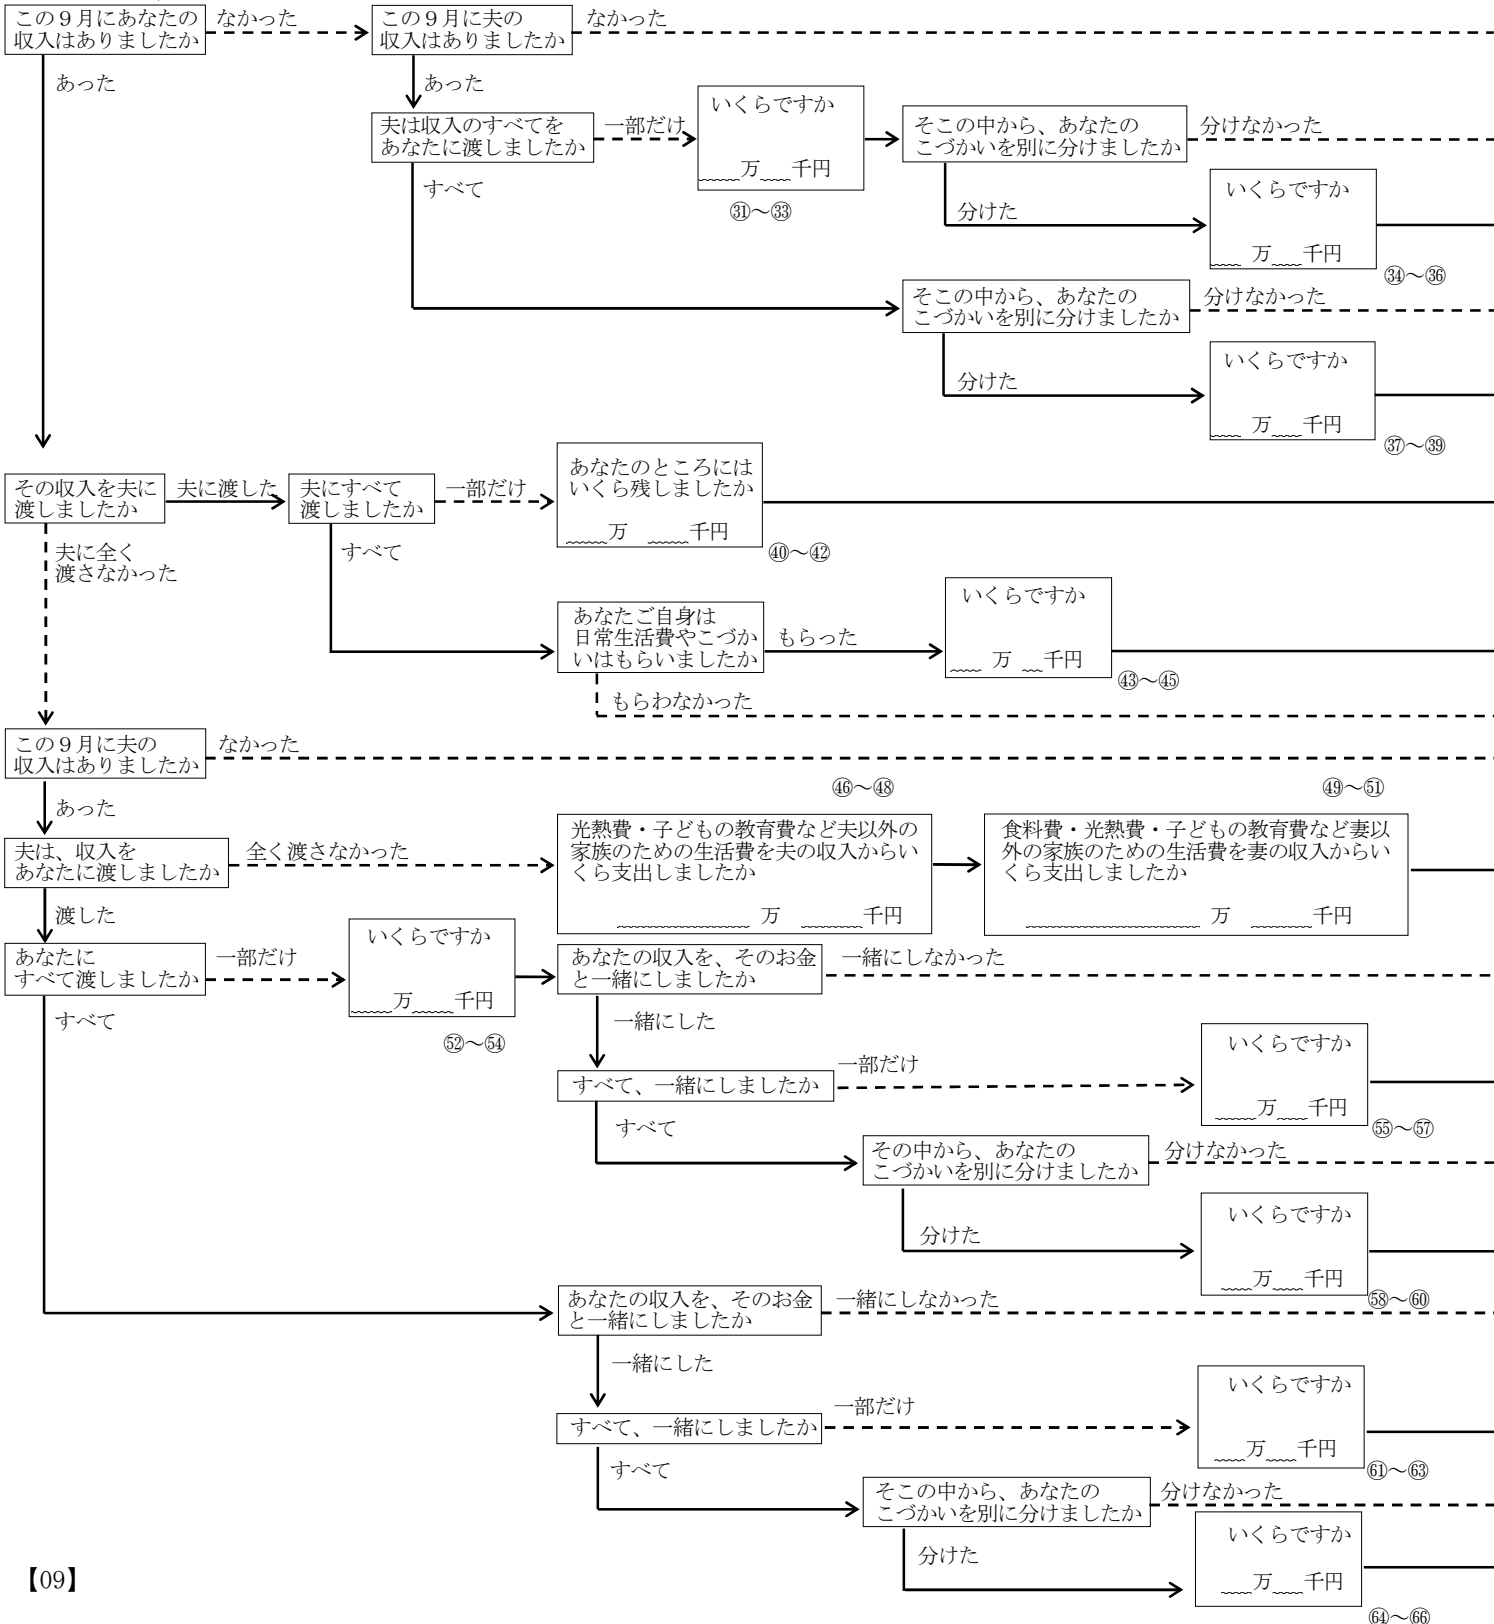 この９月にあなたの
収入はありましたか
なかった
この９月に夫の
収入はありましたか
なかった
あった
あった
夫は収入のすべてを
あなたに渡しましたか
一部だけ
いくらですか
万 千円
㉛～㉝
そこの中から、あなたの
こづかいを別に分けましたか
分けなかった
すべて
分けた
いくらですか
万 千円
㉞～㊱
そこの中から、あなたの
こづかいを別に分けましたか
分けなかった
分けた
いくらですか
万 千円
㊲～㊴
その収入を夫に
渡しましたか
夫に渡した
夫にすべて
渡しましたか
一部だけ
あなたのところには
いくら残しましたか
万 千円
㊵～㊷
夫に全く
渡さなかった
すべて
あなたご自身は
日常生活費やこづか
いはもらいましたか
もらった
いくらですか
万 千円
㊸～㊺
もらわなかった
この９月に夫の
収入はありましたか
なかった
あった
㊻～㊽
㊾～51
夫は、収入を
あなたに渡しましたか
全く渡さなかった
光熱費・子どもの教育費など夫以外の
家族のための生活費を夫の収入からい
くら支出しましたか
万 千円
食料費・光熱費・子どもの教育費など妻以
外の家族のための生活費を妻の収入からい
くら支出しましたか
万 千円
渡した
あなたに
すべて渡しましたか
一部だけ
いくらですか
万 千円
52～54
あなたの収入を、そのお金
と一緒にしましたか
一緒にしなかった
すべて
一緒にした
すべて、一緒にしましたか
一部だけ
いくらですか
万 千円
55～57
すべて
その中から、あなたの
こづかいを別に分けましたか
分けなかった
分けた
いくらですか
万 千円
58～60
あなたの収入を、そのお金
と一緒にしましたか
一緒にしなかった
一緒にした
すべて、一緒にしましたか
一部だけ
いくらですか
万 千円
61～63
すべて
そこの中から、あなたの
こづかいを別に分けましたか
分けなかった
分けた
いくらですか
万 千円
64～66
【09】